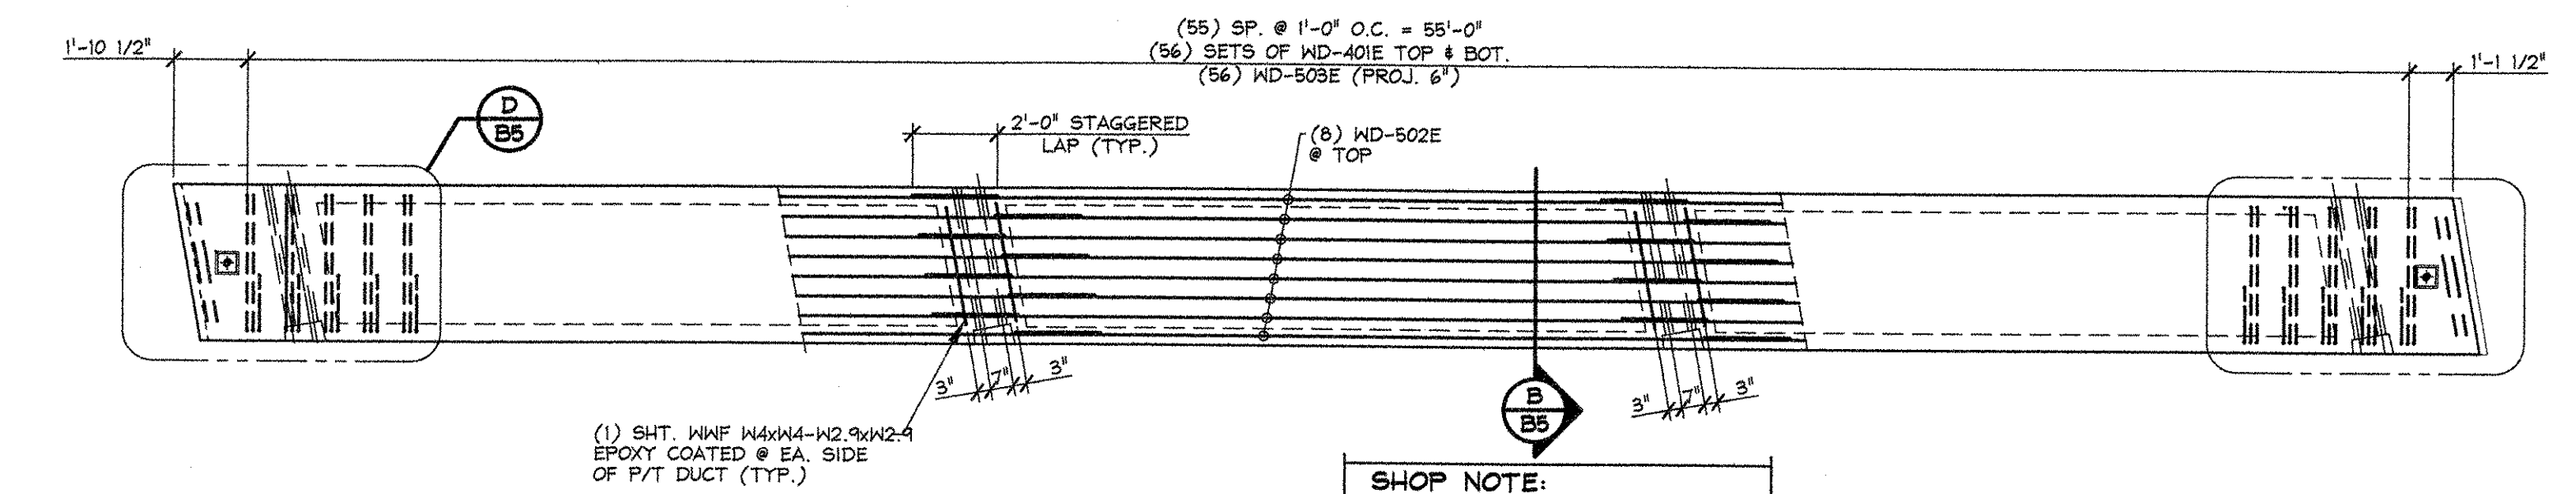 (55) SP. @ 1'-0" O.C. = 55'-0"
(56) SETS OF WD-401E TOP & BOT.
(56) WD-503E (PROJ. 6")
1'-10 1/2"
1'-1 1/2"
D
B5
2'-0" STAGGERED
LAP (TYP.)
(8) WD-502E
@ TOP
3" 7" 3"
3" 7" 3"
B
B5
(1) SHT. WWF W4xW4-W2.9xW2.9
EPOXY COATED @ EA. SIDE
OF P/T DUCT (TYP.)
SHOP NOTE: